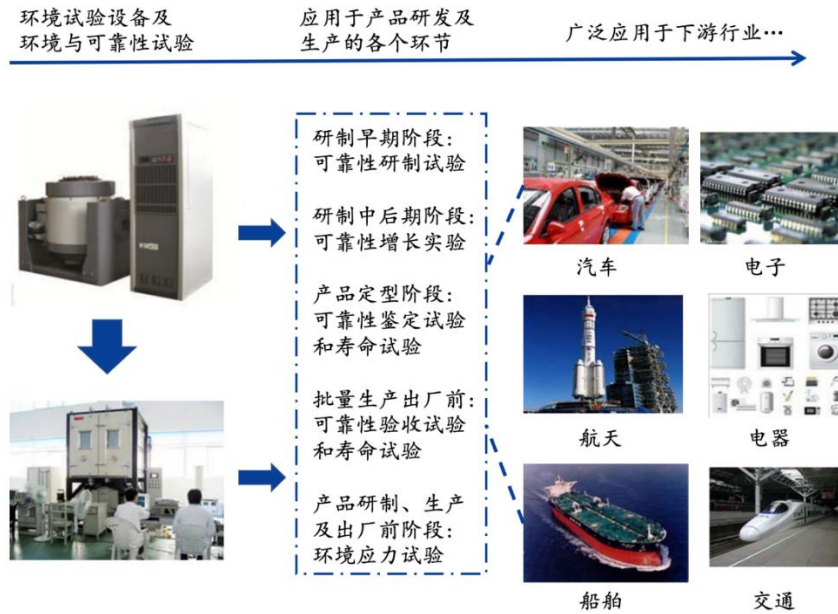 环境试验设备及
环境与可靠性试验
应用于产品研发及
生产的各个环节
广泛应用于下游行业…
研制早期阶段:
可靠性研制试验
研制中后期阶段:
可靠性增长实验
产品定型阶段:
可靠性鉴定试验
和寿命试验
批量生产出厂前:
可靠性验收试验
和寿命试验
产品研制、生产
及出厂前阶段:
环境应力试验
汽车
电子
航天
电器
船舶
交通